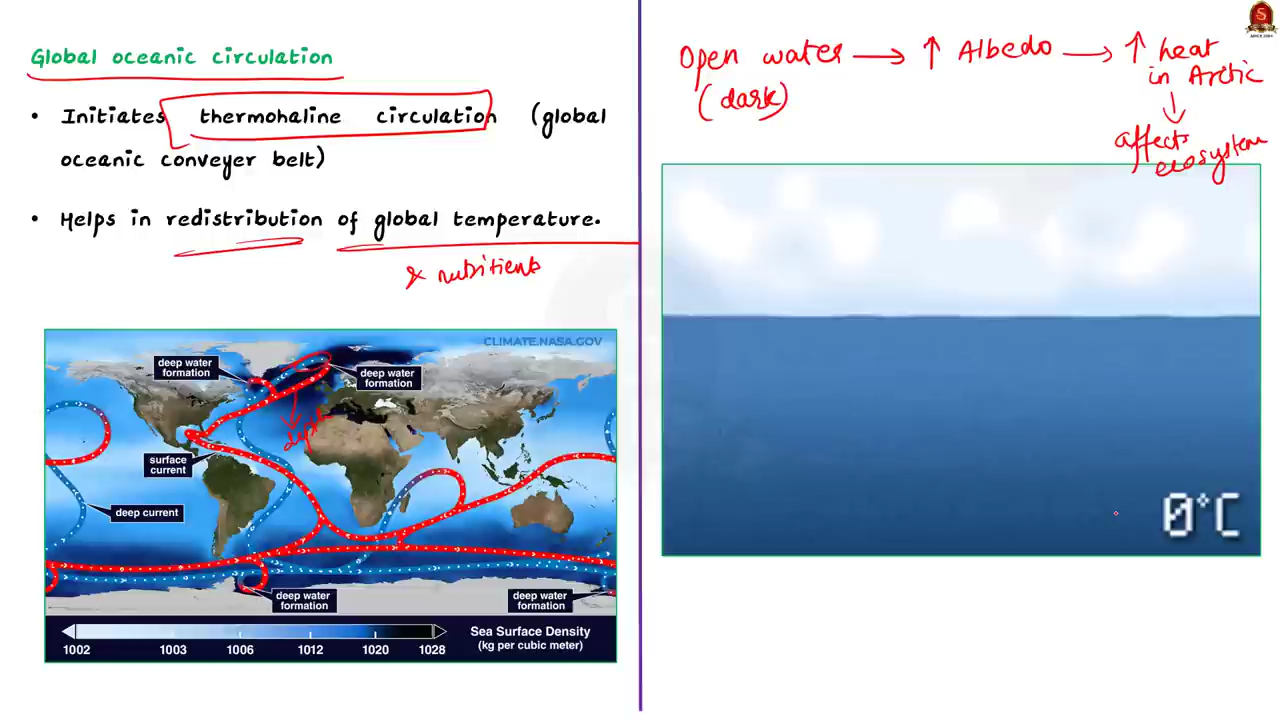 Global oceanic circulation
• Initiates thermohaline circulation (global
oceanic conveyer belt)
• Helps in redistribution of global temperature.
& nutrients
CLIMATE.NASA.GOV
deep water
formation
deep water
formation
depth
surface
current
deep current
deep water
formation
deep water
formation
Sea Surface Density
(kg per cubic meter)
1002 1003 1006 1012 1020 1028
Open water → ↑ Albedo → ↑ heat
(dark) in Arctic
↓
affects
ecosystem
0°C
S
SINCE 2004